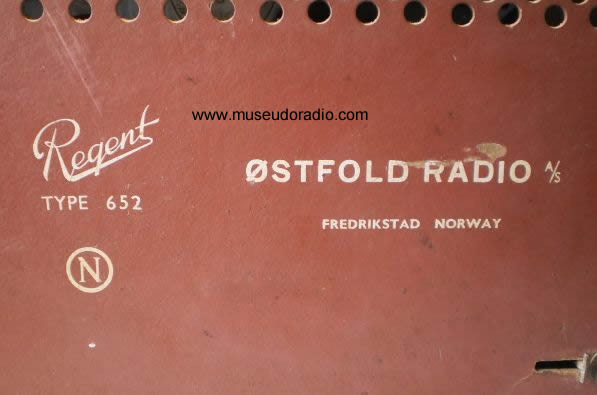 www.museudoradio.com
Regent
TYPE 652
N
ØSTFOLD RADIO A/S
FREDRIKSTAD NORWAY